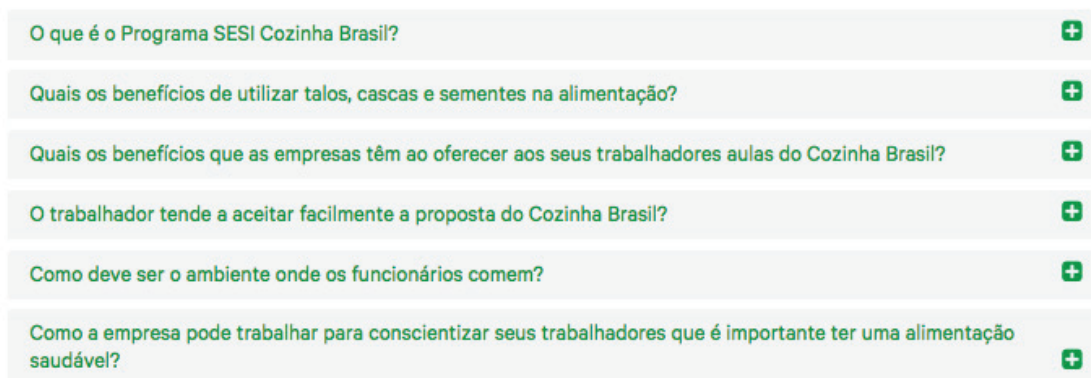 O que é o Programa SESI Cozinha Brasil?
Quais os benefícios de utilizar talos, cascas e sementes na alimentação?
Quais os benefícios que as empresas têm ao oferecer aos seus trabalhadores aulas do Cozinha Brasil?
O trabalhador tende a aceitar facilmente a proposta do Cozinha Brasil?
Como deve ser o ambiente onde os funcionários comem?
Como a empresa pode trabalhar para conscientizar seus trabalhadores que é importante ter uma alimentação
saudável?